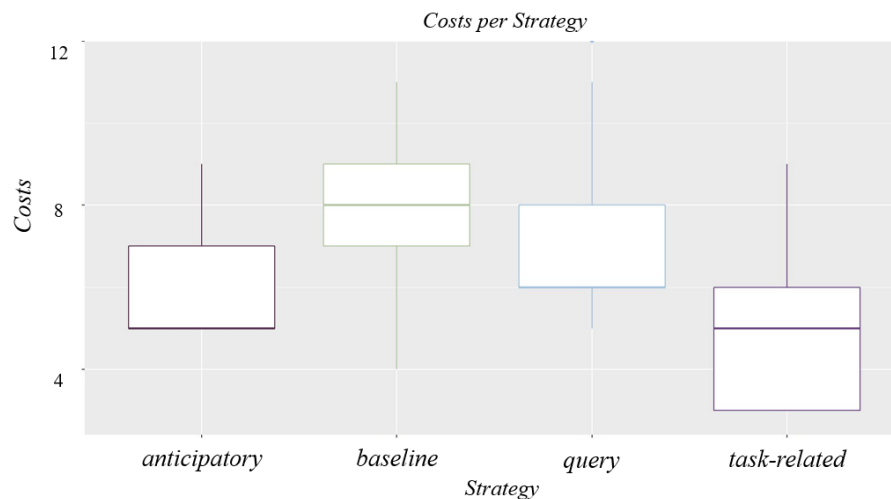 Costs per Strategy
12
8
4
Costs
anticipatory baseline query task-related
Strategy